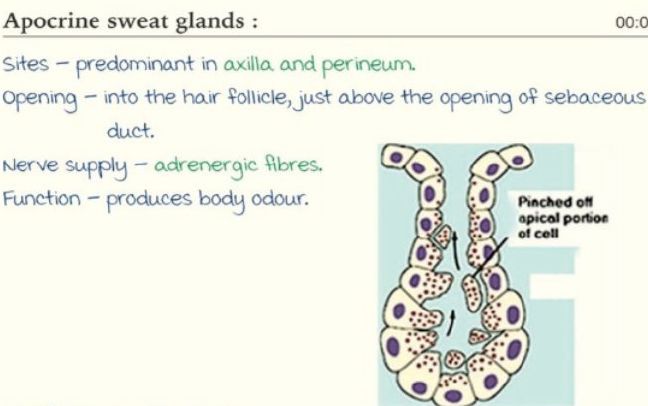 Apocrine sweat glands :
00:0
Sites – predominant in axilla and perineum.
Opening – into the hair follicle, just above the opening of sebaceous
duct.
Nerve supply – adrenergic fibres.
Function – produces body odour.
Pinched off
apical portion
of cell